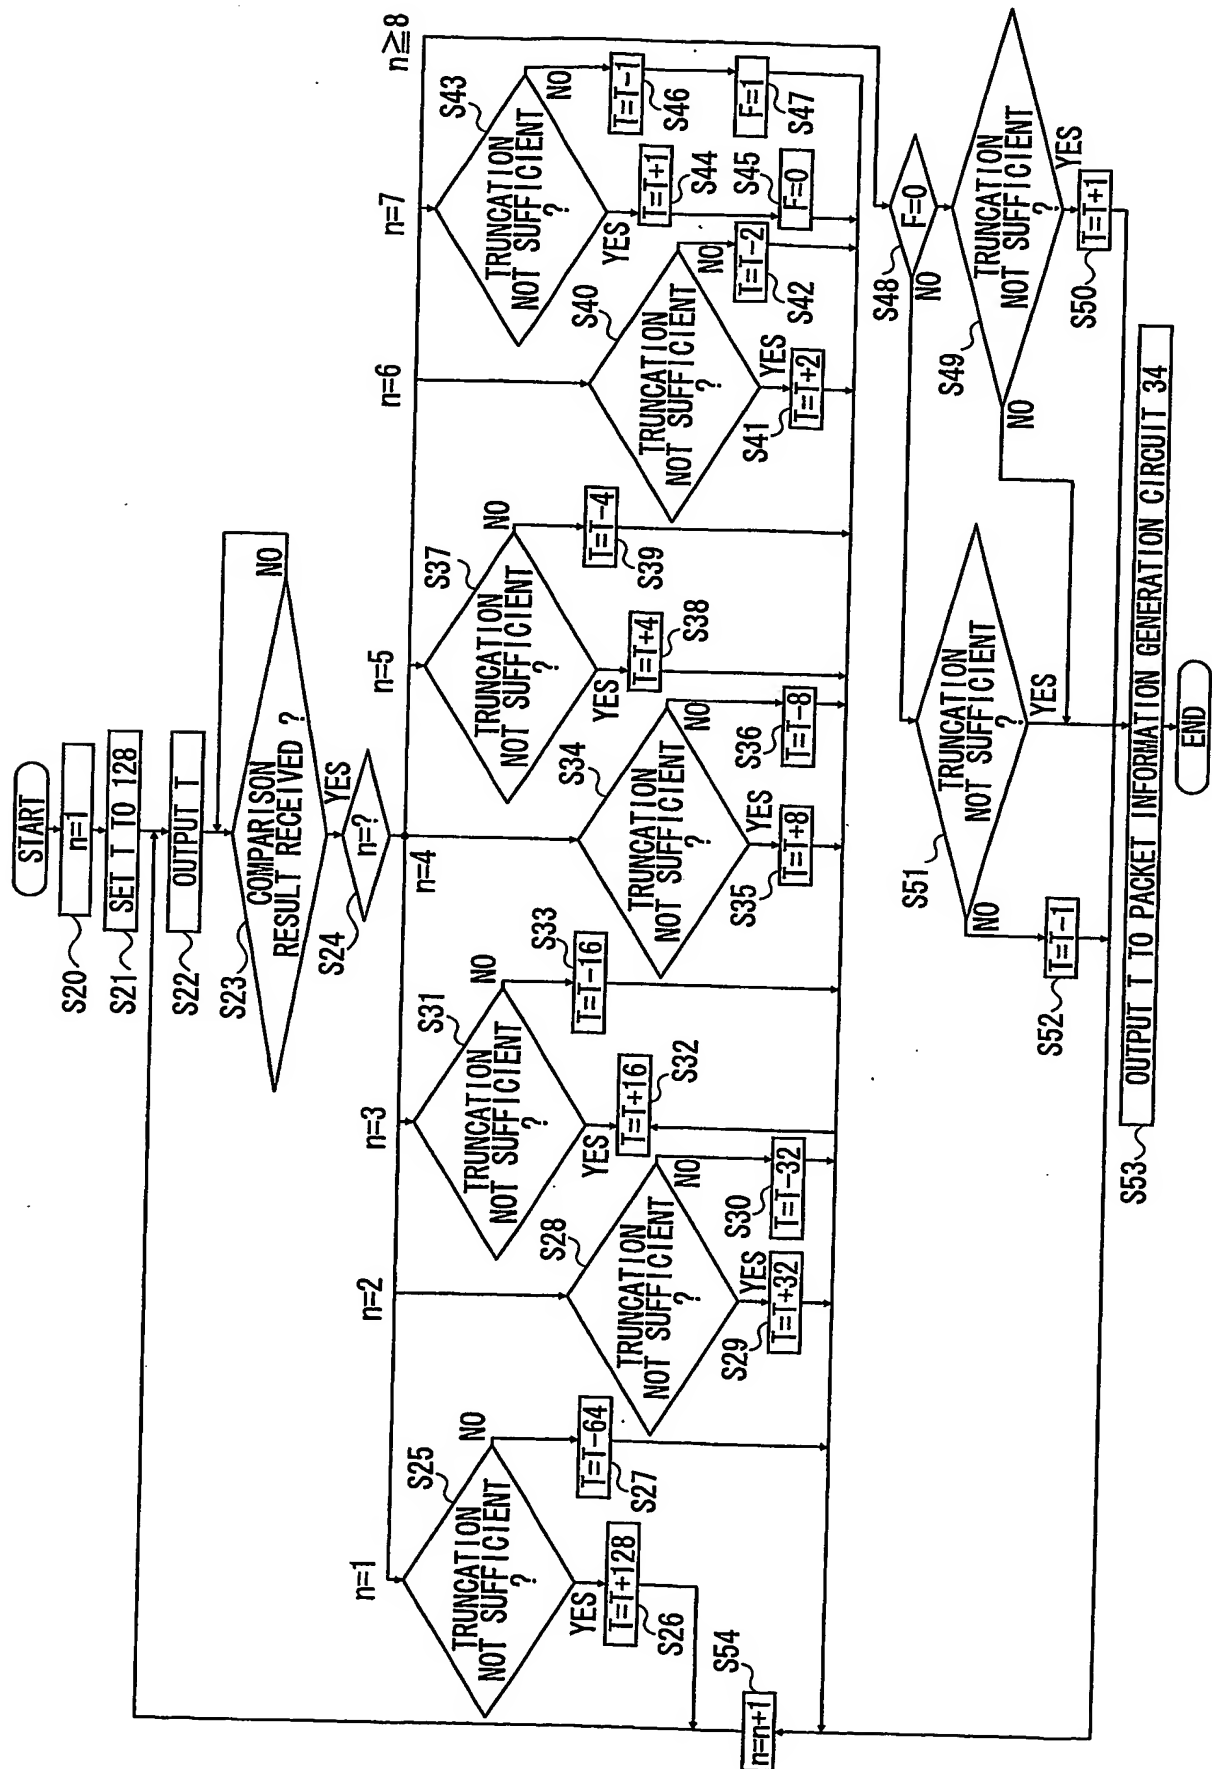 START
S20
n=1
S21
SET T TO 128
S22
OUTPUT T
S23
COMPARISON
RESULT RECEIVED ?
NO
YES
S24
n=?
n=1
S25
TRUNCATION
NOT SUFFICIENT
?
NO
YES
T=T+128
S26
T=T-64
S27
n=2
S28
TRUNCATION
NOT SUFFICIENT
?
NO
YES
S29
T=T+32
S30
T=T-32
n=3
S31
TRUNCATION
NOT SUFFICIENT
?
NO
YES
T=T+16
S32
T=T-16
S33
n=4
S34
TRUNCATION
NOT SUFFICIENT
?
NO
YES
S35
T=T+8
T=T-8
S36
n=5
S37
TRUNCATION
NOT SUFFICIENT
?
NO
YES
T=T+4
S38
T=T-4
S39
n=6
S40
TRUNCATION
NOT SUFFICIENT
?
NO
YES
S41
T=T+2
T=T-2
S42
n=7
S43
TRUNCATION
NOT SUFFICIENT
?
NO
YES
T=T+1
S44
S45
F=0
T=T-1
S46
F=1
S47
n≧8
S48
F=0
NO
S49
TRUNCATION
NOT SUFFICIENT
?
NO
YES
S50
T=T+1
S51
TRUNCATION
NOT SUFFICIENT
?
NO
YES
S52
T=T-1
S54
n=n+1
S53
OUTPUT T TO PACKET INFORMATION GENERATION CIRCUIT 34
END